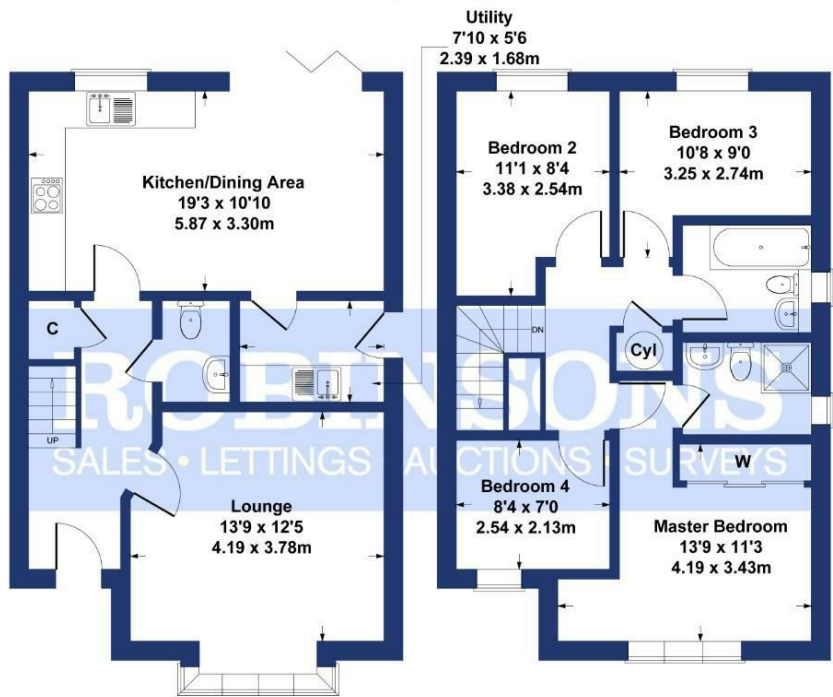 Utility
7'10 x 5'6
2.39 x 1.68m
Kitchen/Dining Area
19'3 x 10'10
5.87 x 3.30m
C
UP
Lounge
13'9 x 12'5
4.19 x 3.78m
Bedroom 2
11'1 x 8'4
3.38 x 2.54m
Bedroom 3
10'8 x 9'0
3.25 x 2.74m
DN
Cyl
W
Bedroom 4
8'4 x 7'0
2.54 x 2.13m
Master Bedroom
13'9 x 11'3
4.19 x 3.43m
ROBINSONS
SALES • LETTINGS AUCTIONS • SURVEYS